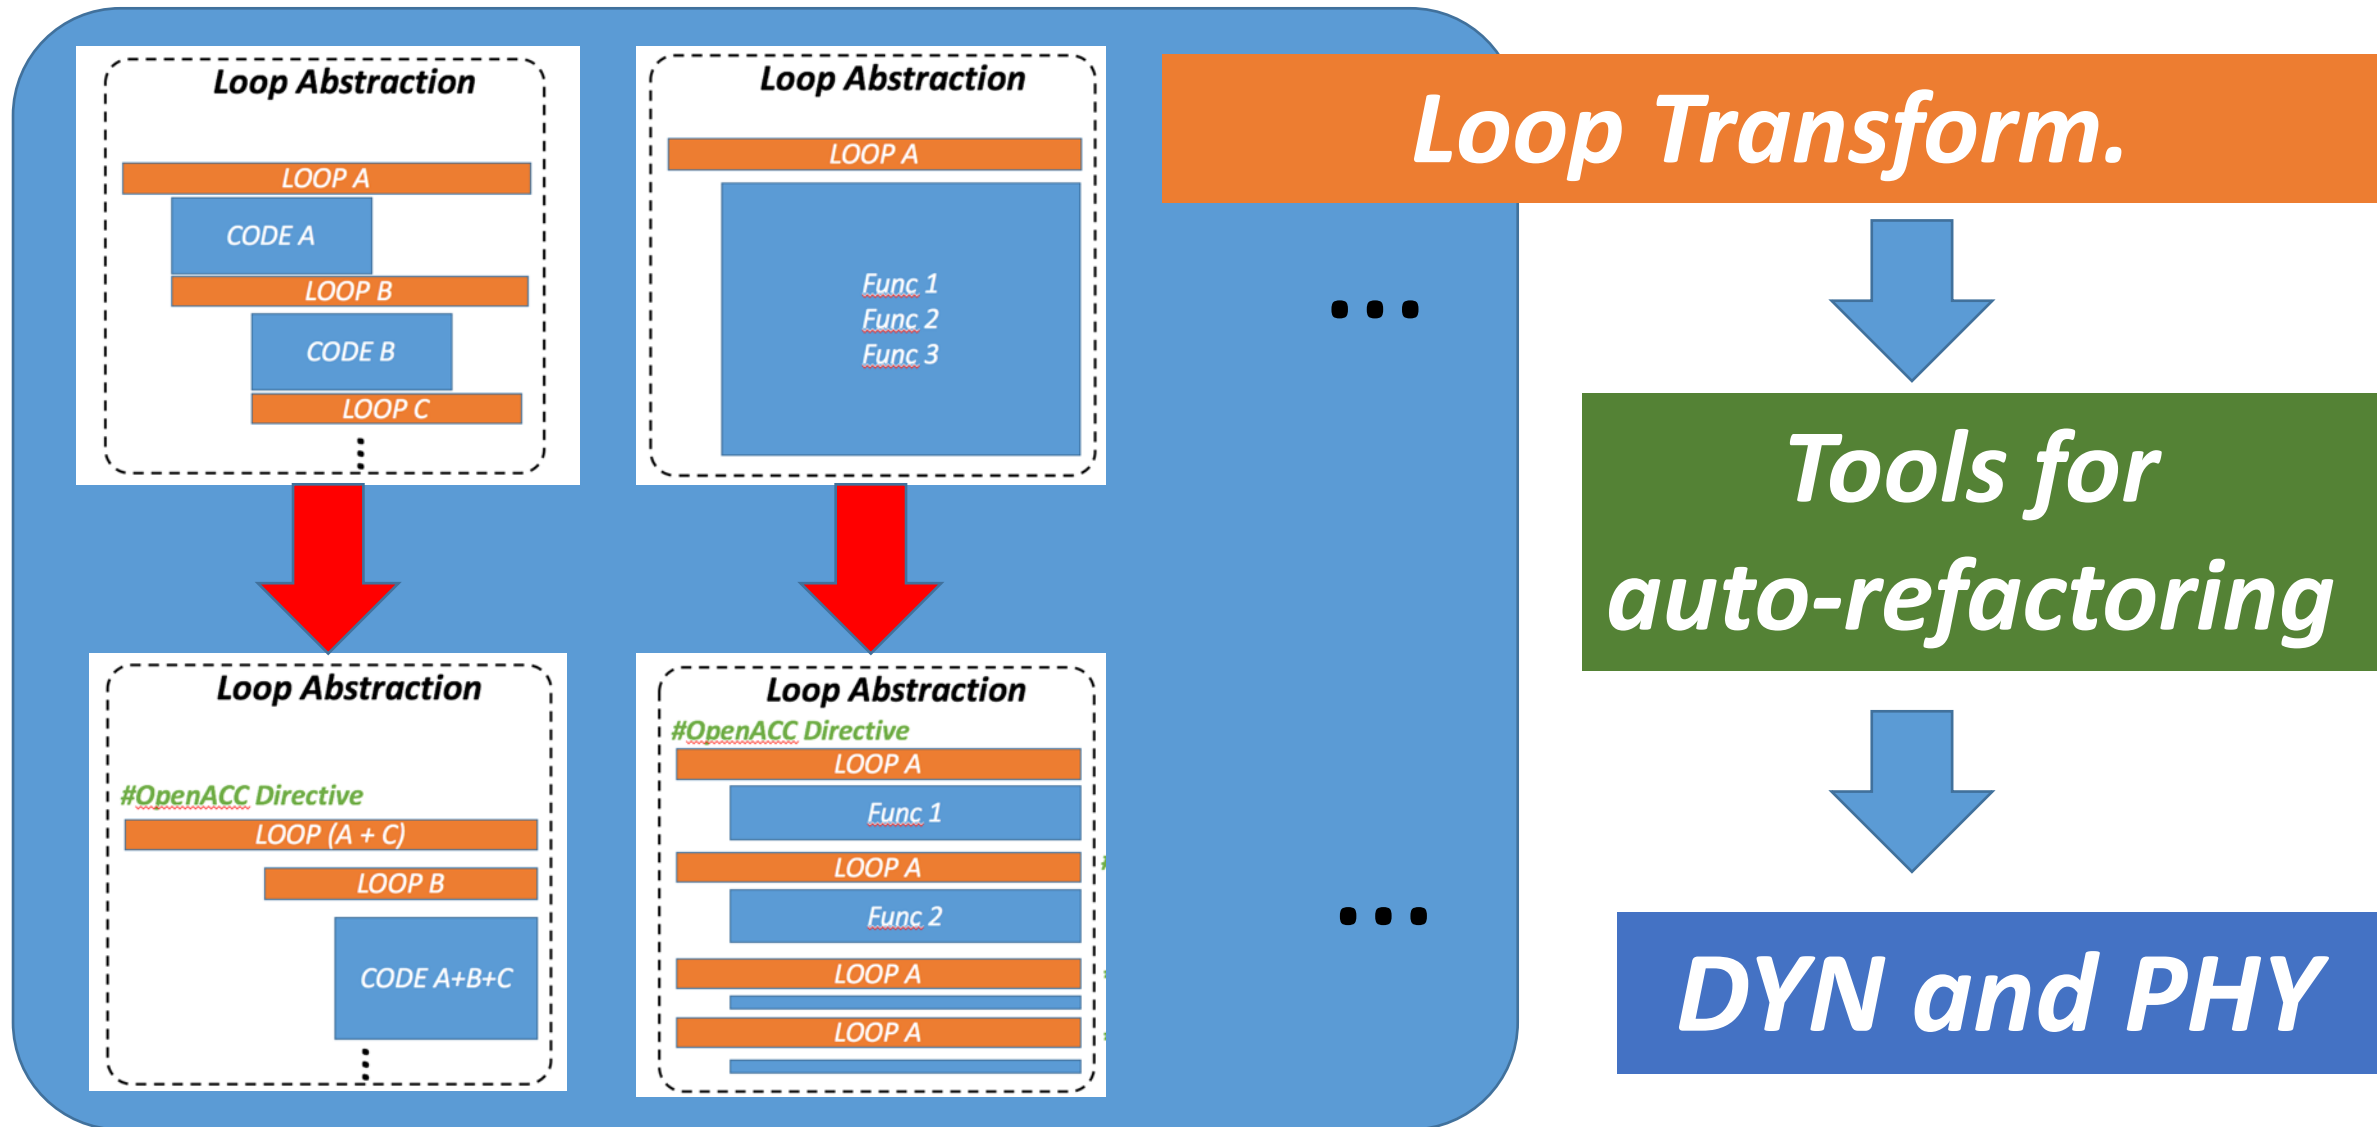 Loop Abstraction
LOOP A
CODE A
LOOP B
CODE B
LOOP C
Loop Abstraction
LOOP A
Func 1
Func 2
Func 3
...
Loop Abstraction
#OpenACC Directive
LOOP (A + C)
LOOP B
CODE A+B+C
Loop Abstraction
#OpenACC Directive
LOOP A
Func 1
LOOP A
Func 2
LOOP A
LOOP A
...
Loop Transform.
Tools for
auto-refactoring
DYN and PHY